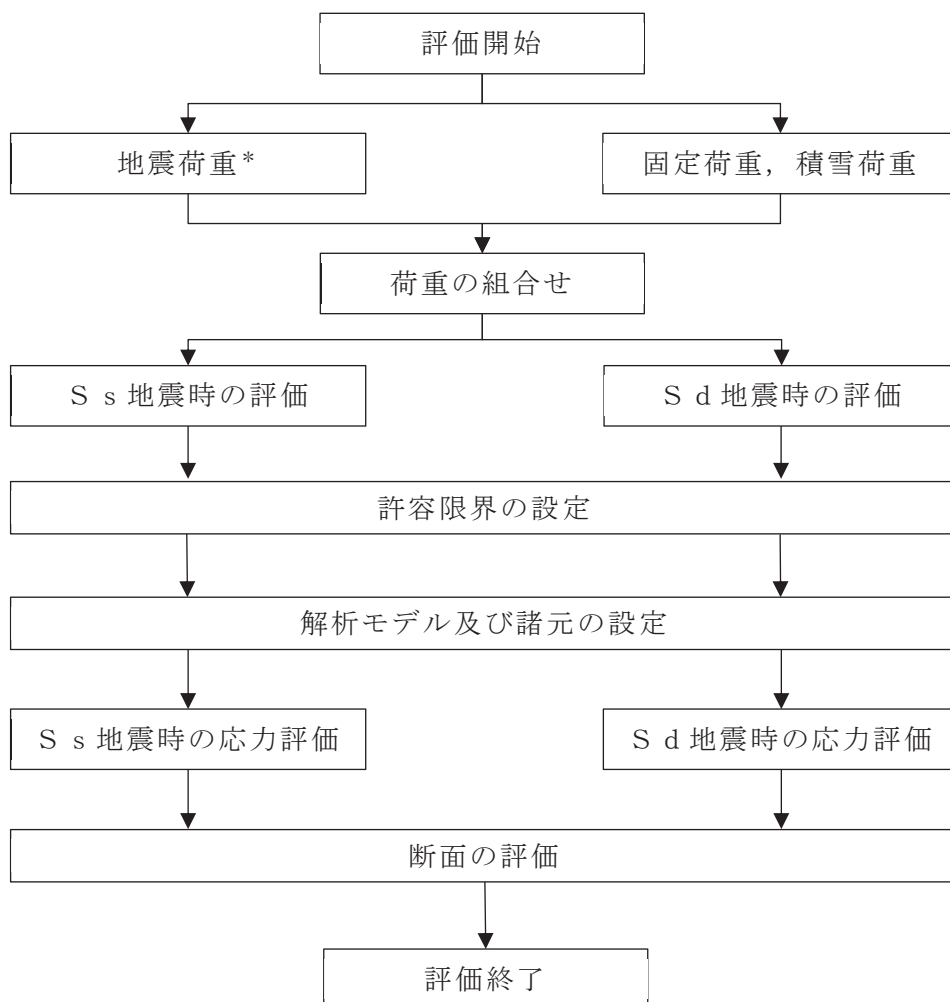 評価開始
地震荷重*
固定荷重，積雪荷重
荷重の組合せ
Ｓｓ地震時の評価
Ｓｄ地震時の評価
許容限界の設定
解析モデル及び諸元の設定
Ｓｓ地震時の応力評価
Ｓｄ地震時の応力評価
断面の評価
評価終了